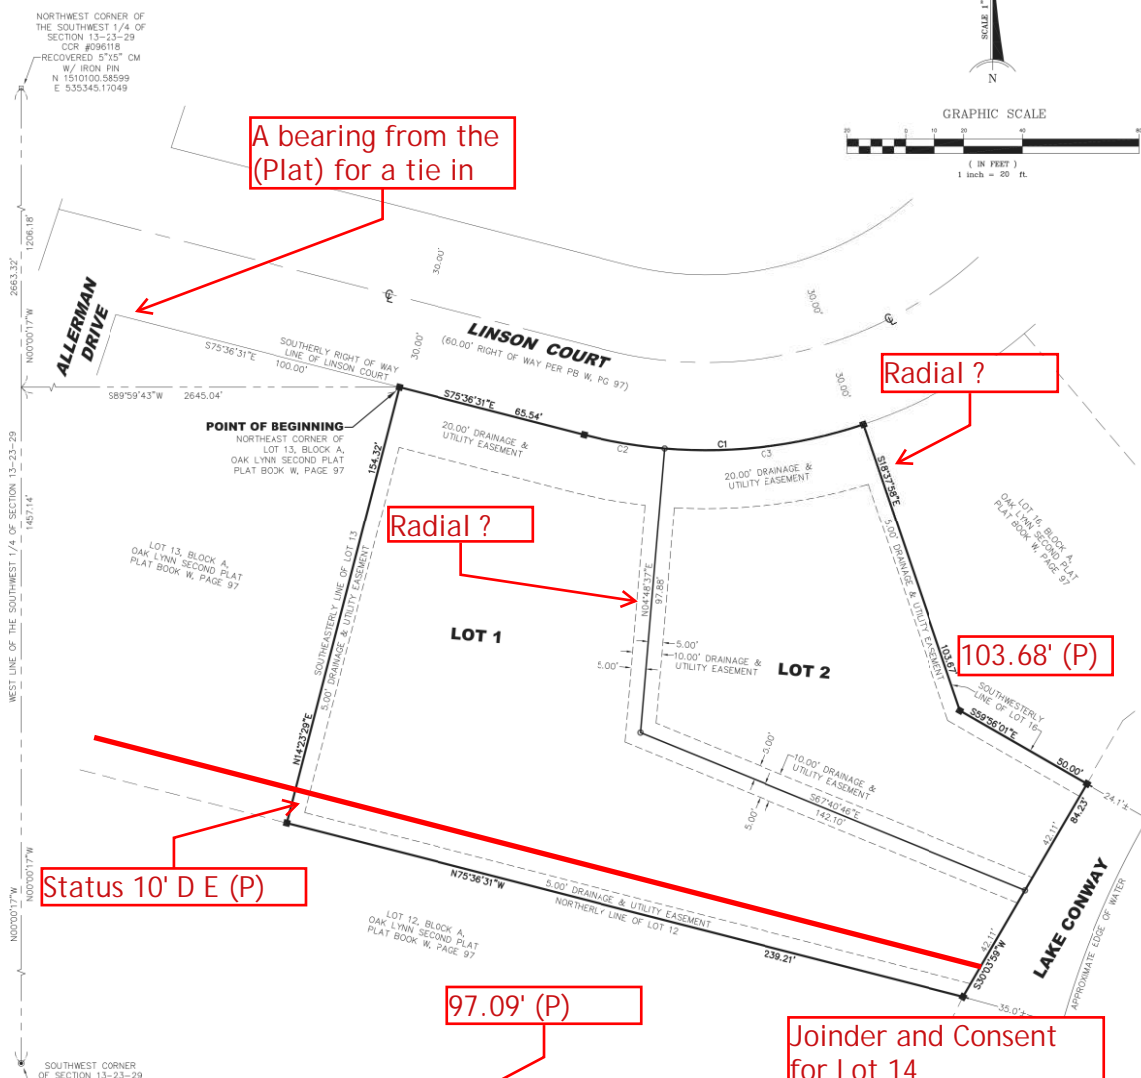 NORTHWEST CORNER OF
THE SOUTHWEST 1/4 OF
SECTION 13-23-29
CCR #096118
RECOVERED 5"X5" CM
W/ IRON PIN
N 1510100.58599
E 535345.17049
SCALE 1"
N
GRAPHIC SCALE
20 0 10 20 40 80
( IN FEET )
1 inch = 20 ft.
A bearing from the
(Plat) for a tie in
1206.18'
2663.32'
N00°00'17"W
30.00'
℄
30.00'
℄
ALLERMAN
DRIVE
LINSON COURT
(60.00' RIGHT OF WAY PER PB W, PG 97)
30.00'
30.00'
S75°36'31"E
100.00'
SOUTHERLY RIGHT OF WAY
LINE OF LINSON COURT
S89°59'43"W 2645.04'
Radial ?
POINT OF BEGINNING
NORTHEAST CORNER OF
LOT 13, BLOCK A,
OAK LYNN SECOND PLAT
PLAT BOOK W, PAGE 97
S75°36'31"E
65.54'
20.00' DRAINAGE &
UTILITY EASEMENT
C2
C1
C3
20.00' DRAINAGE &
UTILITY EASEMENT
S18°37'58"E
5.00' DRAINAGE & UTILITY EASEMENT
103.67'
LOT 16, BLOCK A,
OAK LYNN SECOND PLAT
PLAT BOOK W, PAGE 97
WEST LINE OF THE SOUTHWEST 1/4 OF SECTION 13-23-29
1457.14'
154.32'
LOT 13, BLOCK A,
OAK LYNN SECOND PLAT
PLAT BOOK W, PAGE 97
SOUTHEASTERLY LINE OF LOT 13
5.00' DRAINAGE & UTILITY EASEMENT
N14°23'29"E
Radial ?
N04°48'37"E
97.88'
LOT 1
5.00'
5.00'
10.00' DRAINAGE &
UTILITY EASEMENT
LOT 2
103.68' (P)
SOUTHWESTERLY
LINE OF LOT 16
S59°56'01"E
50.00'
24.1'±
5.00'
10.00' DRAINAGE &
UTILITY EASEMENT
S67°40'46"E
142.10'
5.00'
42.11'
84.23'
Status 10' D E (P)
N75°36'31"W
5.00' DRAINAGE & UTILITY EASEMENT
NORTHERLY LINE OF LOT 12
239.21'
42.11'
S30°03'59"W
LAKE CONWAY
APPROXIMATE EDGE OF WATER
35.0'±
N00°00'17"W
N00°00'17"W
LOT 12, BLOCK A,
OAK LYNN SECOND PLAT
PLAT BOOK W, PAGE 97
97.09' (P)
Joinder and Consent
for Lot 14
SOUTHWEST CORNER
OF SECTION 13-23-29